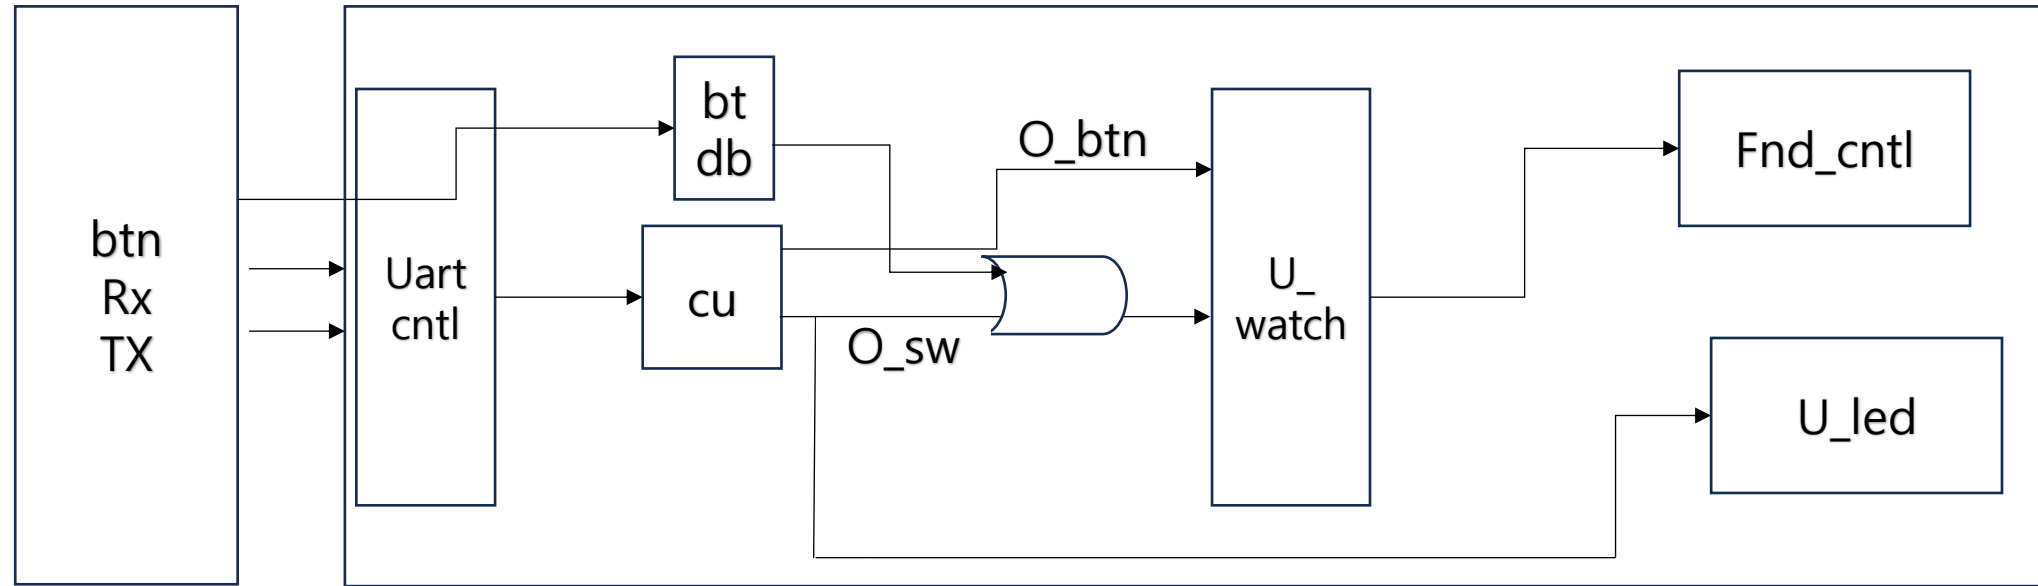 btn
Rx
TX
Uart
cntl
bt
db
cu
O_btn
O_sw
U_
watch
Fnd_cntl
U_led